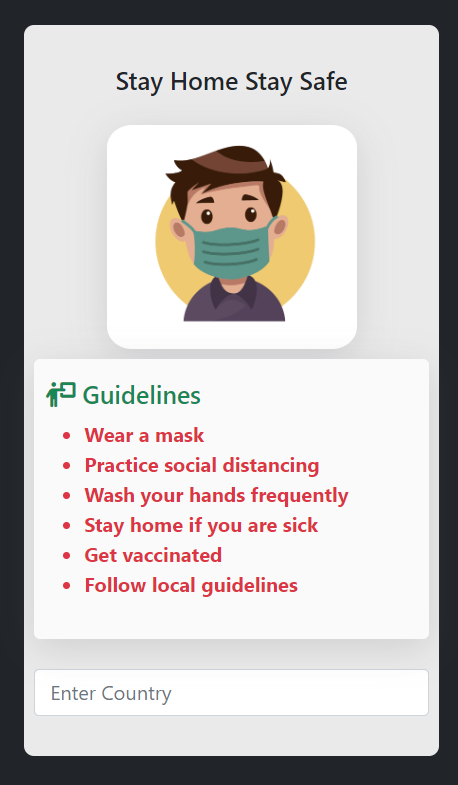 Stay Home Stay Safe
Guidelines
Wear a mask
Practice social distancing
Wash your hands frequently
Stay home if you are sick
Get vaccinated
Follow local guidelines
Enter Country